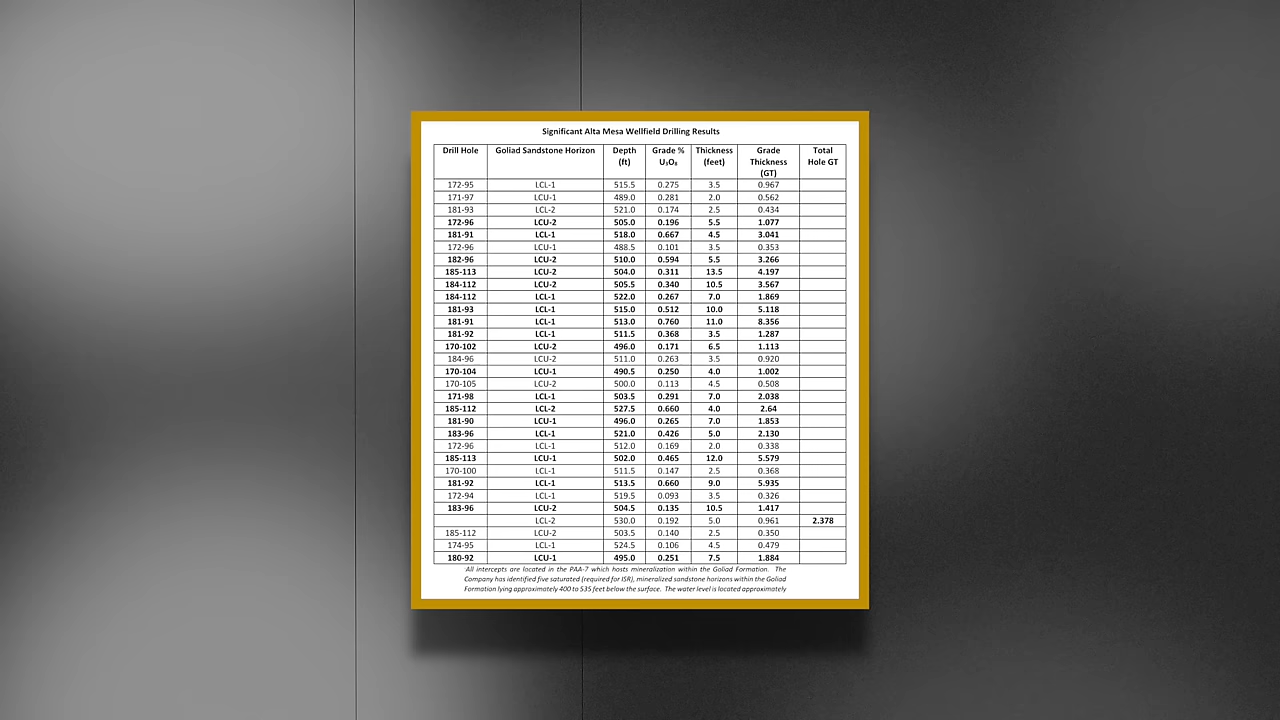 Significant Alta Mesa Wellfield Drilling Results
Drill Hole Goliad Sandstone Horizon Depth (ft) Grade % U₃O₈ Thickness (feet) Grade Thickness (GT) Total Hole GT
172-95 LCL-1 515.5 0.275 3.5 0.967
171-97 LCU-1 489.0 0.281 2.0 0.562
181-93 LCL-2 521.0 0.174 2.5 0.434
172-96 LCU-2 505.0 0.196 5.5 1.077
181-91 LCL-1 518.0 0.667 4.5 3.041
172-96 LCU-1 488.5 0.101 3.5 0.353
182-96 LCU-2 510.0 0.594 5.5 3.266
185-113 LCU-2 504.0 0.311 13.5 4.197
184-112 LCU-2 505.5 0.340 10.5 3.567
184-112 LCL-1 522.0 0.267 7.0 1.869
181-93 LCL-1 515.0 0.512 10.0 5.118
181-91 LCL-1 513.0 0.760 11.0 8.356
181-92 LCL-1 511.5 0.368 3.5 1.287
170-102 LCU-2 496.0 0.171 6.5 1.113
184-96 LCU-2 511.0 0.263 3.5 0.920
170-104 LCU-1 490.5 0.250 4.0 1.002
170-105 LCU-2 500.0 0.113 4.5 0.508
171-98 LCL-1 503.5 0.291 7.0 2.038
185-112 LCL-2 527.5 0.660 4.0 2.64
181-90 LCU-1 496.0 0.265 7.0 1.853
183-96 LCL-1 521.0 0.426 5.0 2.130
172-96 LCL-1 512.0 0.169 2.0 0.338
185-113 LCU-1 502.0 0.465 12.0 5.579
170-100 LCL-1 511.5 0.147 2.5 0.368
181-92 LCL-1 513.5 0.660 9.0 5.935
172-94 LCL-1 519.5 0.093 3.5 0.326
183-96 LCU-2 504.5 0.135 10.5 1.417
LCL-2 530.0 0.192 5.0 0.961 2.378
185-112 LCU-2 503.5 0.140 2.5 0.350
174-95 LCL-1 524.5 0.106 4.5 0.479
180-92 LCU-1 495.0 0.251 7.5 1.884
All intercepts are located in the PAA-7 which hosts mineralization within the Goliad Formation. The
Company has identified five saturated (required for ISR), mineralized sandstone horizons within the Goliad
Formation lying approximately 400 to 535 feet below the surface. The water level is located approximately